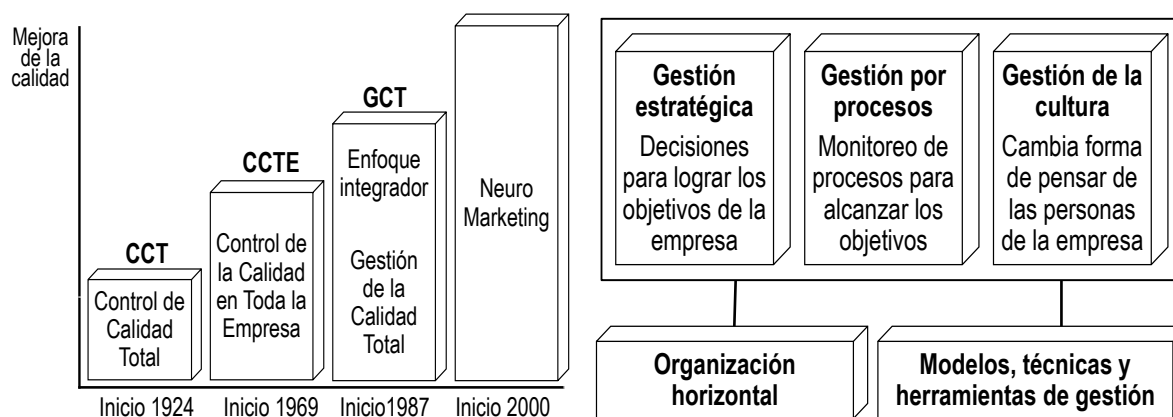 Mejora
de la
calidad
CCT
Control de
Calidad
Total
CCTE
Control de
la Calidad
en Toda la
Empresa
GCT
Enfoque
integrador
Gestión
de la
Calidad
Total
Neuro
Marketing
Inicio 1924
Inicio 1969
Inicio1987
Inicio 2000
Gestión
estratégica
Decisiones
para lograr los
objetivos de la
empresa
Gestión por
procesos
Monitoreo de
procesos para
alcanzar los
objetivos
Gestión de la
cultura
Cambia forma
de pensar de
las personas
de la empresa
Organización
horizontal
Modelos, técnicas y
herramientas de gestión